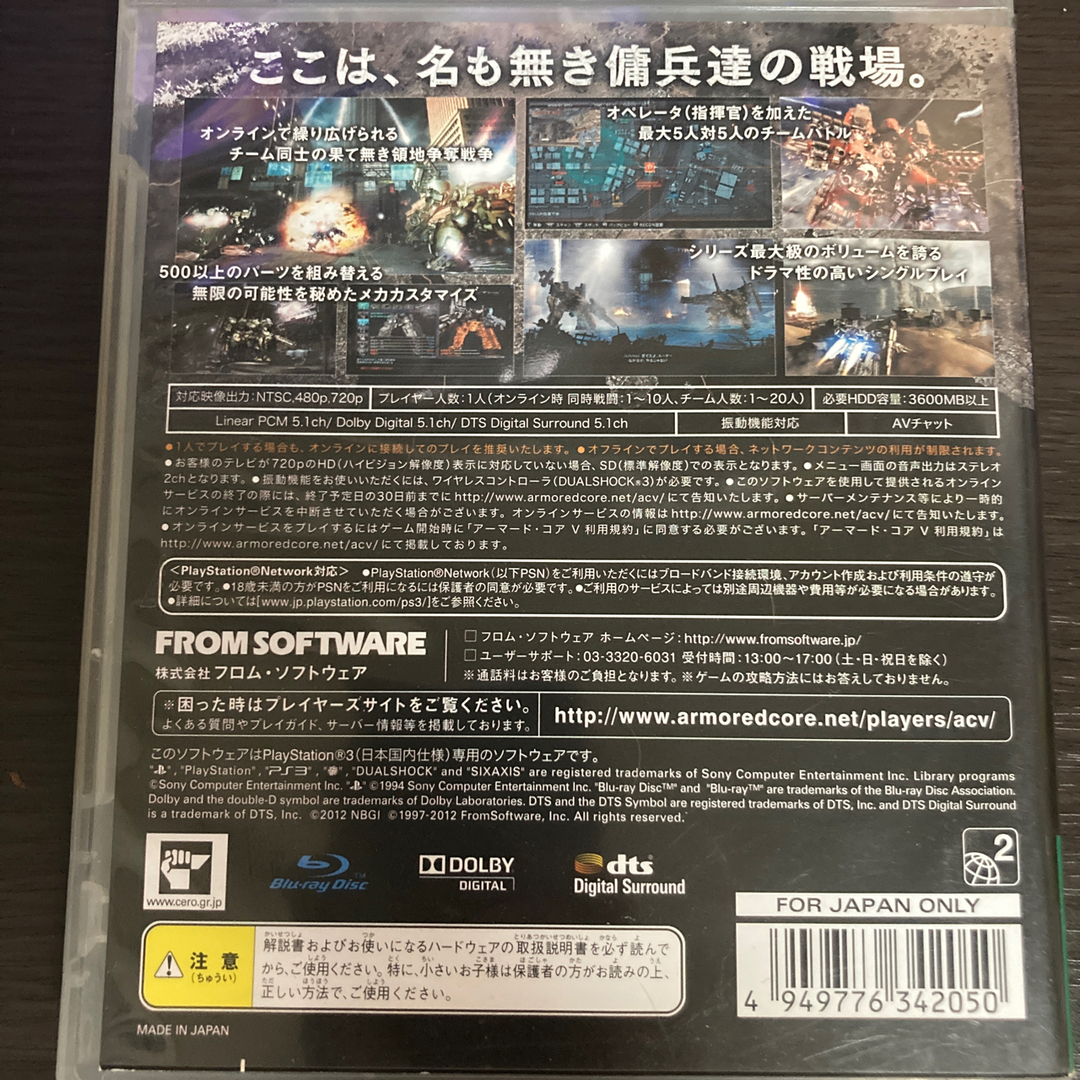 ここは、名も無き傭兵達の戦場。
オンラインで繰り広げられる
チーム同士の果て無き領地争奪戦争
オペレータ(指揮官)を加えた
最大5人対5人のチームバトル
500以上のパーツを組み替える
無限の可能性を秘めたメカカスタマイズ
シリーズ最大級のボリュームを誇る
ドラマ性の高いシングルプレイ
対応映像出力:NTSC,480p,720p プレイヤー人数:1人(オンライン時 同時戦闘:1〜10人、チーム人数:1〜20人) 必要HDD容量:3600MB以上
Linear PCM 5.1ch/ Dolby Digital 5.1ch/ DTS Digital Surround 5.1ch 振動機能対応 AVチャット
●1人でプレイする場合も、オンラインに接続してのプレイを推奨いたします。●オフラインでプレイする場合、ネットワークコンテンツの利用が制限されます。
●お客様のテレビが720pのHD(ハイビジョン解像度)表示に対応していない場合、SD(標準解像度)での表示となります。●メニュー画面の音声出力はステレオ
2chとなります。●振動機能をお使いいただくには、ワイヤレスコントローラ(DUALSHOCK®3)が必要です。●このソフトウェアを使用して提供されるオンライン
サービスの終了の際には、終了予定日の30日前までにhttp://www.armoredcore.net/acv/にて告知いたします。●サーバーメンテナンス等により一時的
にオンラインサービスを中断させていただく場合がございます。オンラインサービスの情報はhttp://www.armoredcore.net/acv/にて告知いたします。
●オンラインサービスをプレイするにはゲーム開始時に「アーマード・コア V 利用規約」に同意する必要がございます。「アーマード・コア V 利用規約」は
http://www.armoredcore.net/acv/にて掲載しております。
<PlayStation®Network対応> ●PlayStation®Network(以下PSN)をご利用いただくにはブロードバンド接続環境、アカウント作成および利用条件の遵守が
必要です。●18歳未満の方がPSNをご利用になるには保護者の同意が必要です。●ご利用のサービスによっては別途周辺機器や費用等が必要になる場合があります。
●詳細については[www.jp.playstation.com/ps3/]をご参照ください。
FROM SOFTWARE
株式会社 フロム・ソフトウェア
□フロム・ソフトウェア ホームページ:http://www.fromsoftware.jp/
□ユーザーサポート:03-3320-6031 受付時間:13:00〜17:00(土・日・祝日を除く)
※通話料はお客様のご負担となります。※ゲームの攻略方法にはお答えしておりません。
※困った時はプレイヤーズサイトをご覧ください。
よくある質問やプレイガイド、サーバー情報等を掲載しております。
http://www.armoredcore.net/players/acv/
このソフトウェアはPlayStation®3(日本国内仕様)専用のソフトウェアです。
" ", "PlayStation", "PS3", " ", "DUALSHOCK" and "SIXAXIS" are registered trademarks of Sony Computer Entertainment Inc. Library programs
©Sony Computer Entertainment Inc. " " ©1994 Sony Computer Entertainment Inc. "Blu-ray Disc™" and "Blu-ray™" are trademarks of the Blu-ray Disc Association.
Dolby and the double-D symbol are trademarks of Dolby Laboratories. DTS and the DTS Symbol are registered trademarks of DTS, Inc. and DTS Digital Surround
is a trademark of DTS, Inc. ©2012 NBGI ©1997-2012 FromSoftware, Inc. All rights reserved.
www.cero.gr.jp
Blu-ray Disc™
DOLBY
DIGITAL
dts
Digital Surround
2
FOR JAPAN ONLY
注意
(ちゅうい)
解説書およびお使いになるハードウェアの取扱説明書を必ず読んで
から、ご使用ください。特に、小さいお子様は保護者の方がお読みの上、
正しい方法で、ご使用ください。
4 949776 342050
MADE IN JAPAN